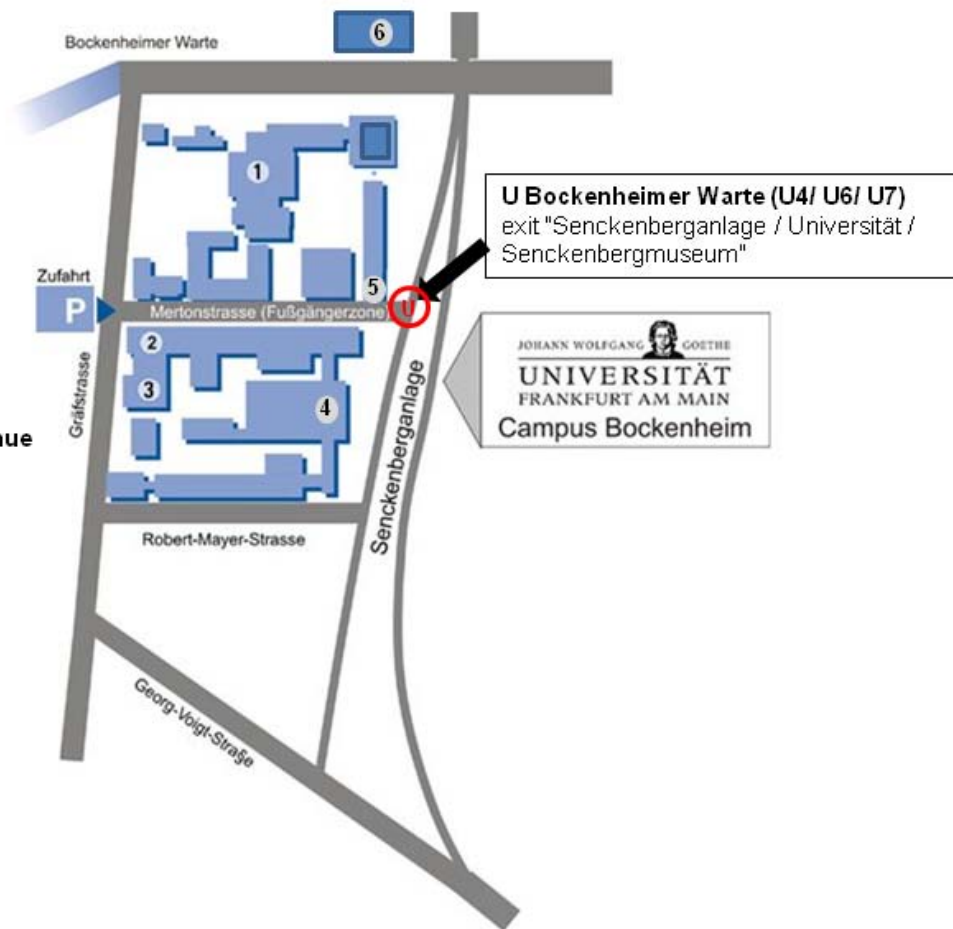 6
Bockenheimer Warte
1
U Bockenheimer Warte (U4/ U6/ U7)
exit "Senckenberganlage / Universität /
Senckenbergmuseum"
Zufahrt
P
5
Mertonstrasse (Fußgängerzone)
U
2
3
4
Gräfstrasse
JOHANN WOLFGANG GOETHE
UNIVERSITÄT
FRANKFURT AM MAIN
Campus Bockenheim
Senckenberganlage
Robert-Mayer-Strasse
Georg-Voigt-Straße